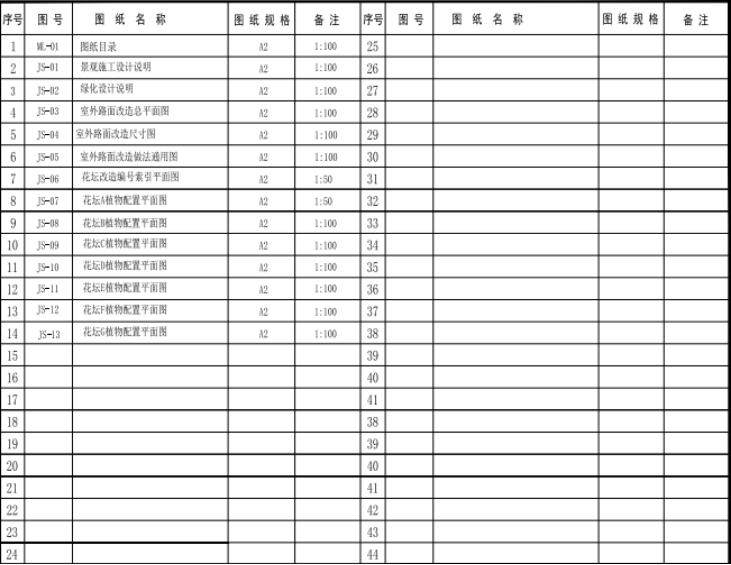 序号 图号 图纸名称 图纸规格 备注 序号 图号 图纸名称 图纸规格 备注
1 ML-01 图纸目录 A2 1:100 25
2 JS-01 景观施工设计说明 A2 1:100 26
3 JS-02 绿化设计说明 A2 1:100 27
4 JS-03 室外路面改造总平面图 A2 1:100 28
5 JS-04 室外路面改造尺寸图 A2 1:100 29
6 JS-05 室外路面改造做法通用图 A2 1:100 30
7 JS-06 花坛改造编号索引平面图 A2 1:50 31
8 JS-07 花坛A植物配置平面图 A2 1:50 32
9 JS-08 花坛B植物配置平面图 A2 1:100 33
10 JS-09 花坛C植物配置平面图 A2 1:100 34
11 JS-10 花坛D植物配置平面图 A2 1:100 35
12 JS-11 花坛E植物配置平面图 A2 1:100 36
13 JS-12 花坛F植物配置平面图 A2 1:100 37
14 JS-13 花坛G植物配置平面图 A2 1:100 38
15 39
16 40
17 41
18 38
19 39
20 40
21 41
22 42
23 43
24 44